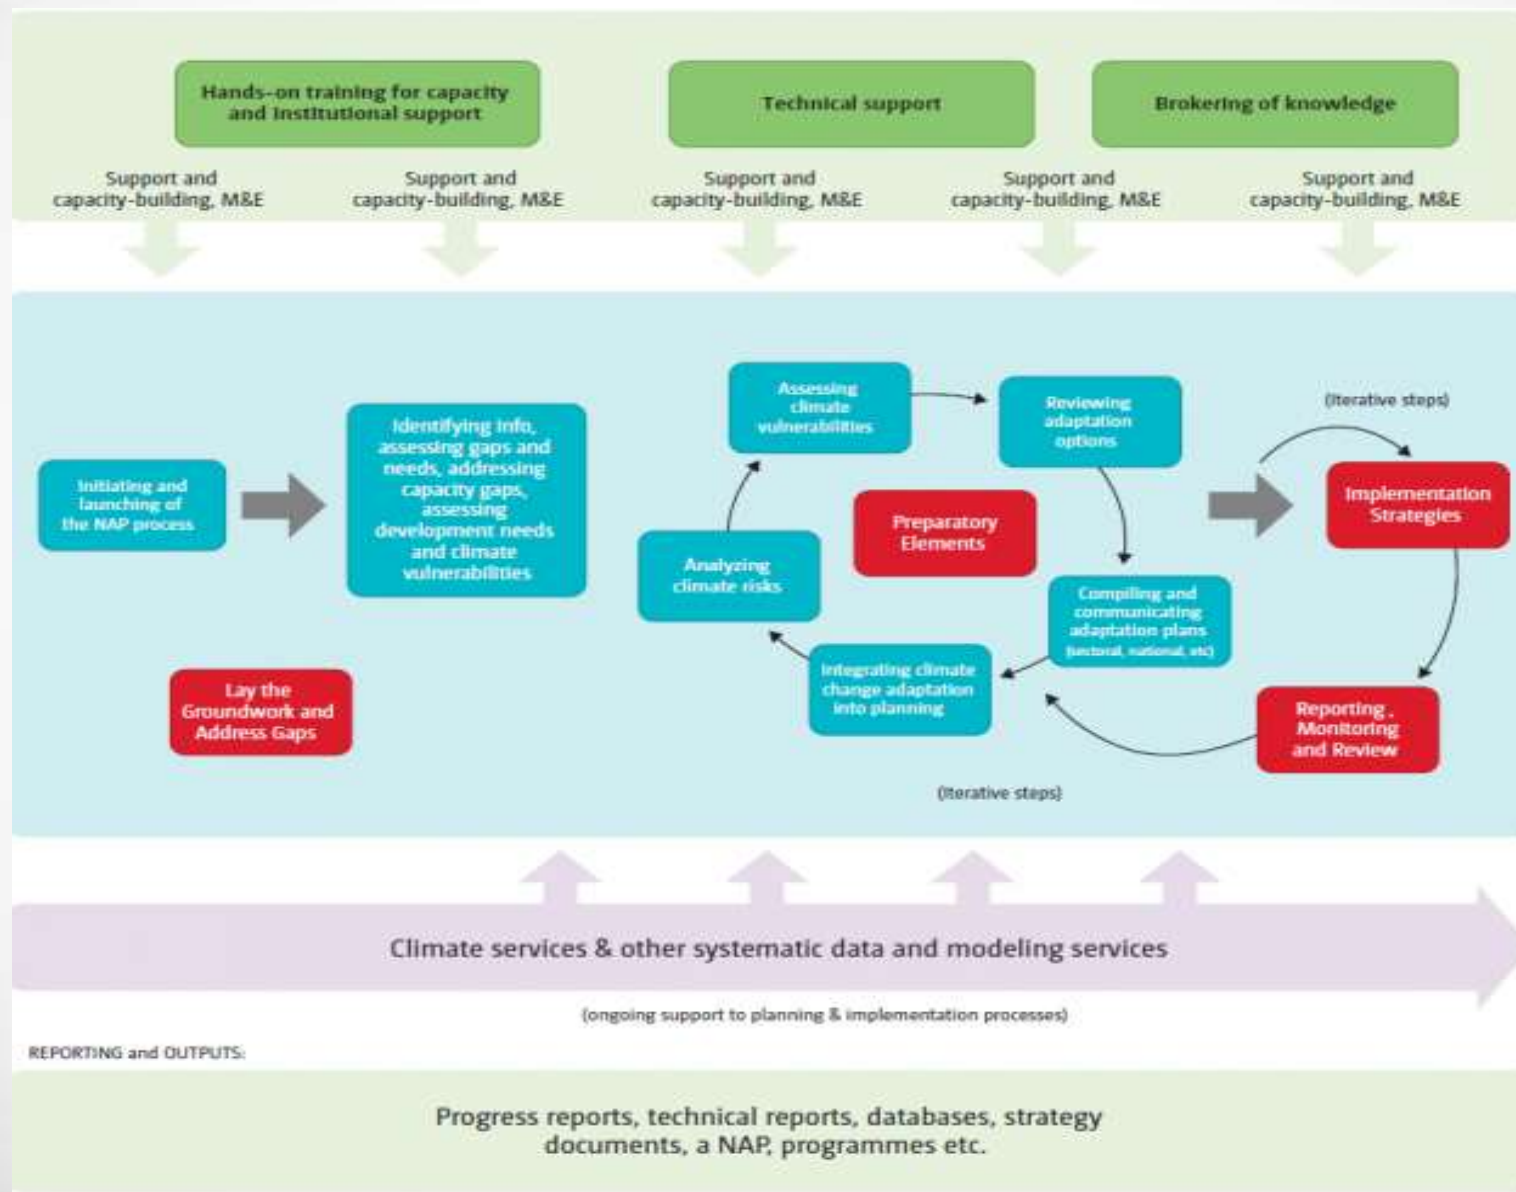 Hands-on training for capacity
and institutional support
Technical support
Brokering of knowledge
Support and
capacity-building, M&E
Support and
capacity-building, M&E
Support and
capacity-building, M&E
Support and
capacity-building, M&E
Support and
capacity-building, M&E
Initiating and
launching of
the NAP process
Identifying info,
assessing gaps and
needs, addressing
capacity gaps,
assessing
development needs
and climate
vulnerabilities
Lay the
Groundwork and
Address Gaps
Assessing
climate
vulnerabilities
Reviewing
adaptation
options
Preparatory
Elements
Analyzing
climate risks
Compiling and
communicating
adaptation plans
(sectoral, national, etc)
Integrating climate
change adaptation
into planning
(Iterative steps)
Implementation
Strategies
Reporting,
Monitoring
and Review
(Iterative steps)
Climate services & other systematic data and modeling services
(ongoing support to planning & implementation processes)
REPORTING and OUTPUTS:
Progress reports, technical reports, databases, strategy
documents, a NAP, programmes etc.